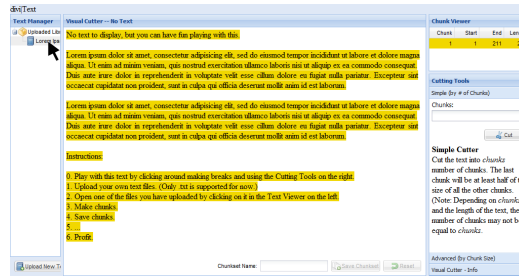 divi|Text
Text Manager
Visual Cutter -- No Text
Chunk Viewer
Uploaded Libr
Lorem Ips
No text to display, but you can have fun playing with this.
Lorem ipsum dolor sit amet, consectetur adipisicing elit, sed do eiusmod tempor incididunt ut labore et dolore magna
aliqua. Ut enim ad minim veniam, quis nostrud exercitation ullamco laboris nisi ut aliquip ex ea commodo consequat.
Duis aute irure dolor in reprehenderit in voluptate velit esse cillum dolore eu fugiat nulla pariatur. Excepteur sint
occaecat cupidatat non proident, sunt in culpa qui officia deserunt mollit anim id est laborum.
Lorem ipsum dolor sit amet, consectetur adipisicing elit, sed do eiusmod tempor incididunt ut labore et dolore magna
aliqua. Ut enim ad minim veniam, quis nostrud exercitation ullamco laboris nisi ut aliquip ex ea commodo consequat.
Duis aute irure dolor in reprehenderit in voluptate velit esse cillum dolore eu fugiat nulla pariatur. Excepteur sint
occaecat cupidatat non proident, sunt in culpa qui officia deserunt mollit anim id est laborum.
Instructions:
0. Play with this text by clicking around making breaks and using the Cutting Tools on the right.
1. Upload your own text files. (Only .txt is supported for now.)
2. Open one of the files you have uploaded by clicking on it in the Text Viewer on the left.
3. Make chunks.
4. Save chunks.
5.....
6. Profit.
Upload New T
Chunkset Name:
Save Chunkset
Reset
Chunk Start End Len
1 1 211
Cutting Tools
Simple (by # of Chunks)
Chunks:
Cut
Simple Cutter
Cut the text into chunks
number of chunks. The last
chunk will be at least half of t
size of all the other chunks.
(Note: Depending on chunks
and the length of the text, the
number of chunks may not b
equal to chunks.
Advanced (by Chunk Size)
Visual Cutter - Info